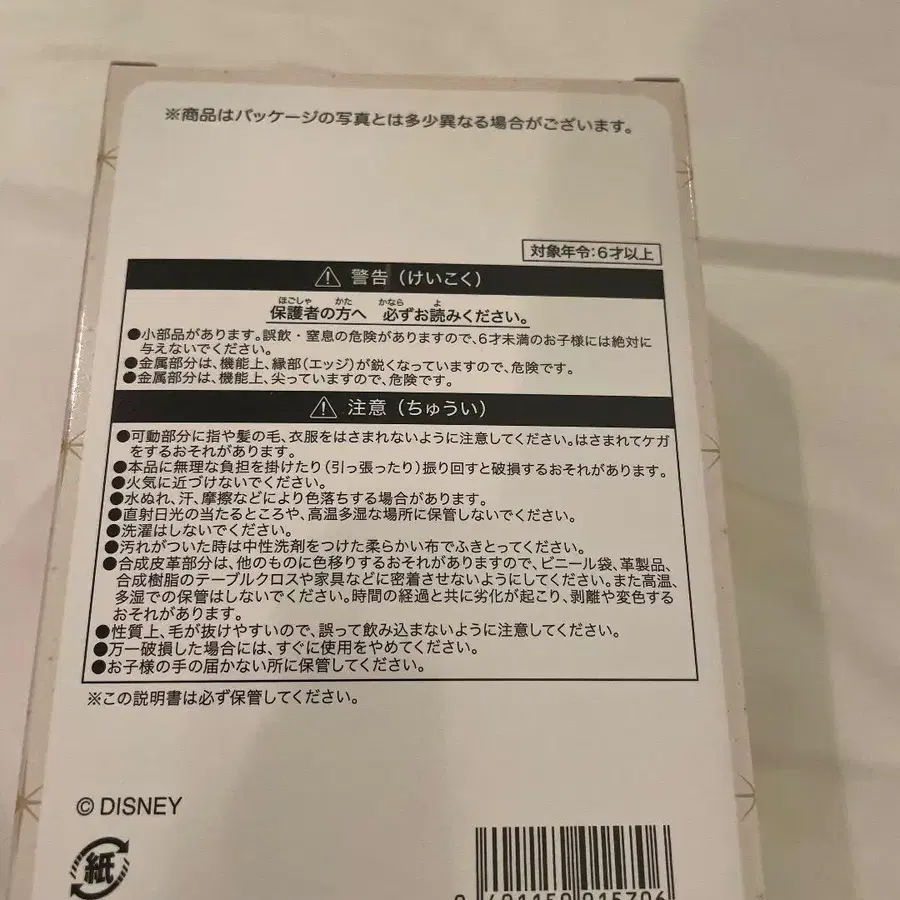 ※商品はパッケージの写真とは多少異なる場合がございます。
対象年令:6才以上
⚠ 警告(けいこく)
ほごしゃ かた かなら よ
保護者の方へ 必ずお読みください。
●小部品があります。誤飲・窒息の危険がありますので、6才未満のお子様には絶対に
与えないでください。
●金属部分は、機能上、縁部(エッジ)が鋭くなっていますので、危険です。
●金属部分は、機能上、尖っていますので、危険です。
⚠ 注意(ちゅうい)
●可動部分に指や髪の毛、衣服をはさまれないように注意してください。はさまれてケガ
をするおそれがあります。
●本品に無理な負担を掛けたり(引っ張ったり)振り回すと破損するおそれがあります。
●火気に近づけないでください。
●水ぬれ、汗、摩擦などにより色落ちする場合があります。
●直射日光の当たるところや、高温多湿な場所に保管しないでください。
●洗濯はしないでください。
●汚れがついた時は中性洗剤をつけた柔らかい布でふきとってください。
●合成皮革部分は、他のものに色移りするおそれがありますので、ビニール袋、革製品、
合成樹脂のテーブルクロスや家具などに密着させないようにしてください。また高温、
多湿での保管はしないでください。時間の経過と共に劣化が起こり、剥離や変色する
おそれがあります。
●性質上、毛が抜けやすいので、誤って飲み込まないように注意してください。
●万一破損した場合には、すぐに使用をやめてください。
●お子様の手の届かない所に保管してください。
※この説明書は必ず保管してください。
© DISNEY
紙